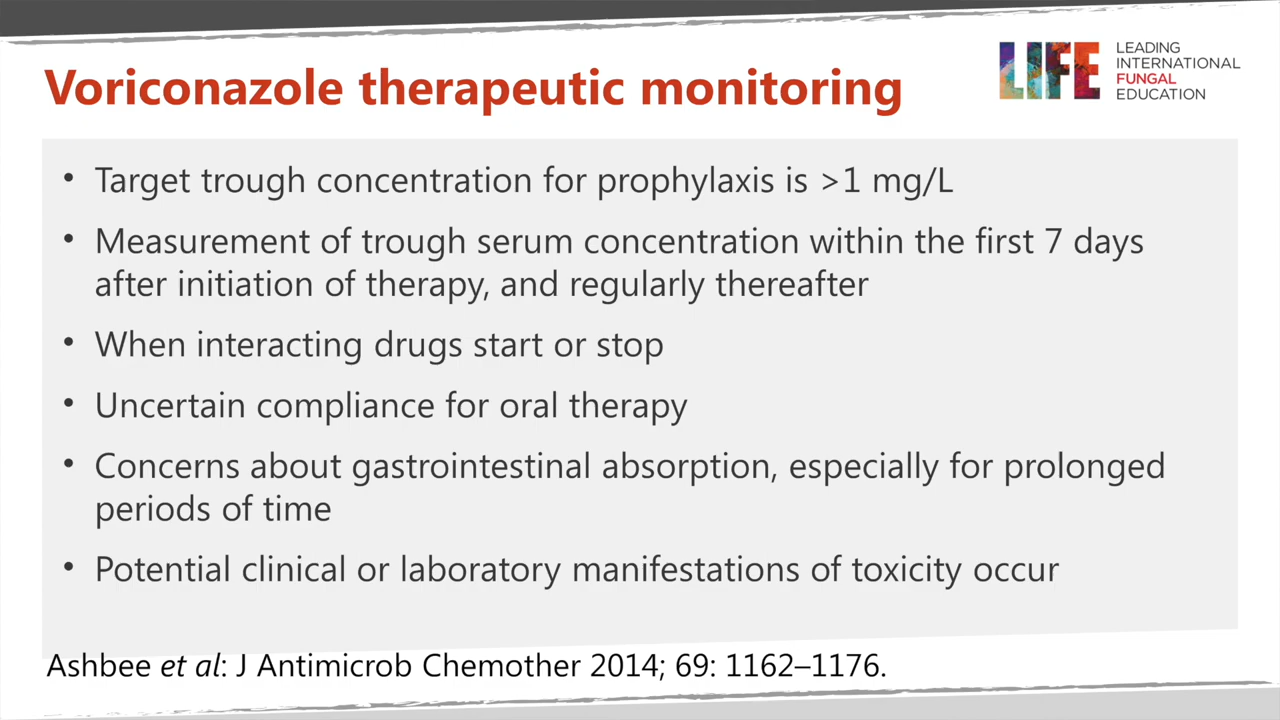 Voriconazole therapeutic monitoring
LIFE
LEADING
INTERNATIONAL
FUNGAL
EDUCATION
• Target trough concentration for prophylaxis is >1 mg/L
• Measurement of trough serum concentration within the first 7 days
after initiation of therapy, and regularly thereafter
• When interacting drugs start or stop
• Uncertain compliance for oral therapy
• Concerns about gastrointestinal absorption, especially for prolonged
periods of time
• Potential clinical or laboratory manifestations of toxicity occur
Ashbee et al: J Antimicrob Chemother 2014; 69: 1162–1176.